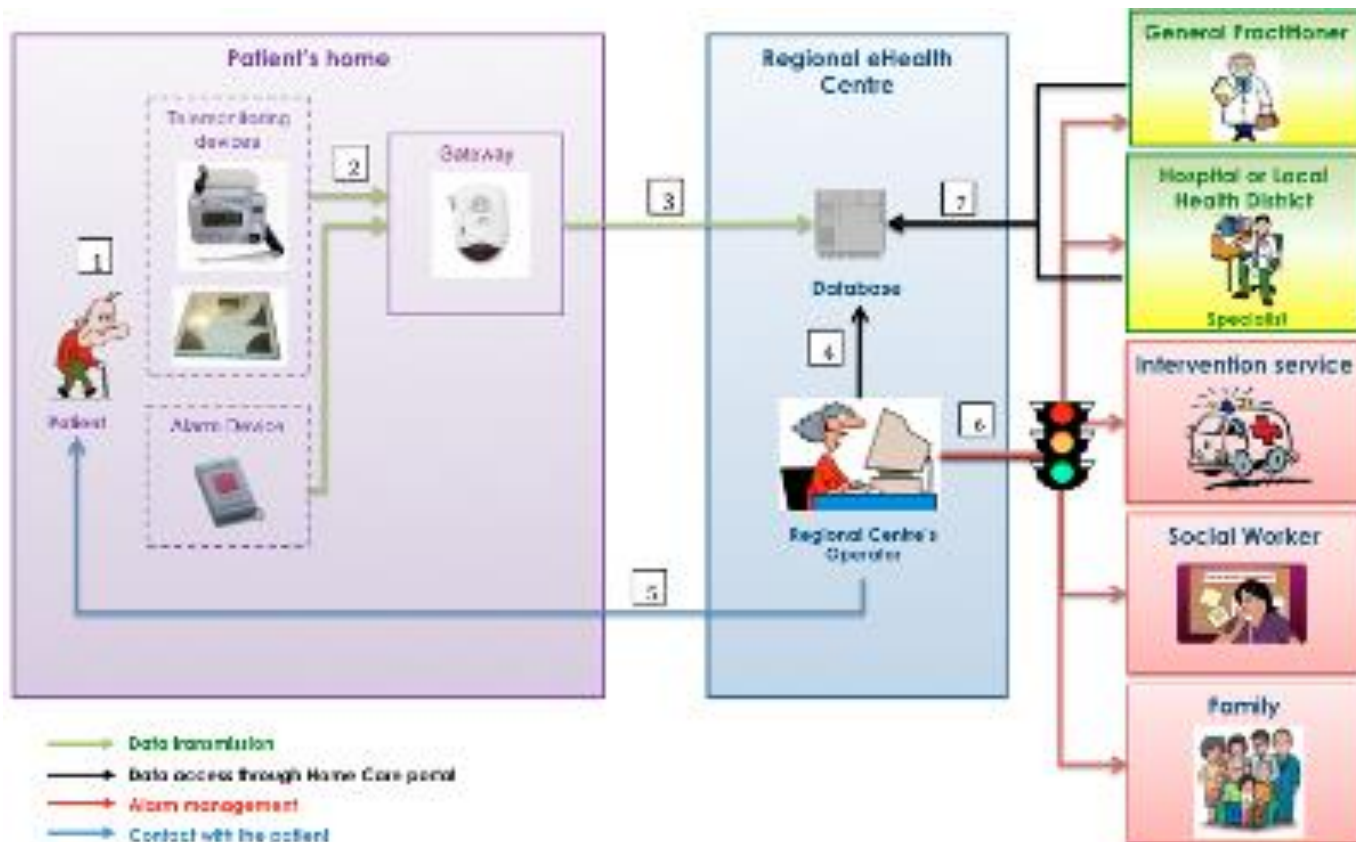 Patient's home
Telemonitoring
devices
2
Gateway
1
Patient
Alarm Device
3
Regional eHealth
Centre
Database
4
Regional Centre's
Operator
5
6
7
General Practitioner
Hospital or Local
Health District
Specialist
Intervention service
Social Worker
Family
Data transmission
Data access through Home Care portal
Alarm management
Contact with the patient